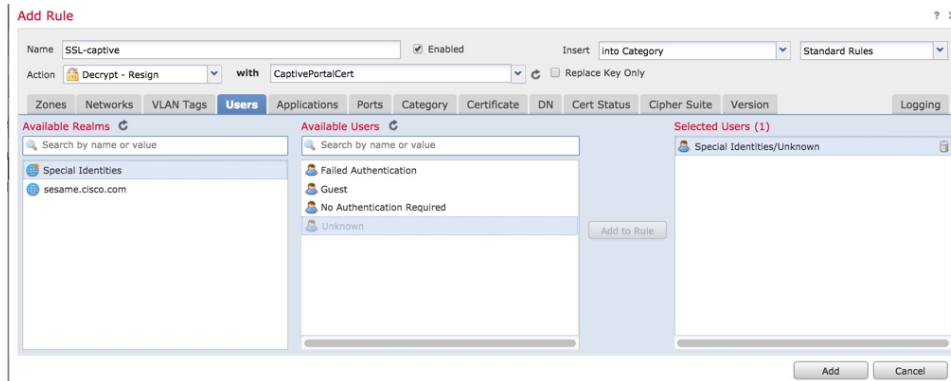 Add Rule
?
Name SSL-captive Enabled Insert into Category Standard Rules
Action Decrypt - Resign with CaptivePortalCert Replace Key Only
Zones Networks VLAN Tags Users Applications Ports Category Certificate DN Cert Status Cipher Suite Version Logging
Available Realms Available Users Selected Users (1)
Search by name or value Search by name or value Special Identities/Unknown
Special Identities Failed Authentication
sesame.cisco.com Guest
No Authentication Required
Unknown Add to Rule
Add Cancel